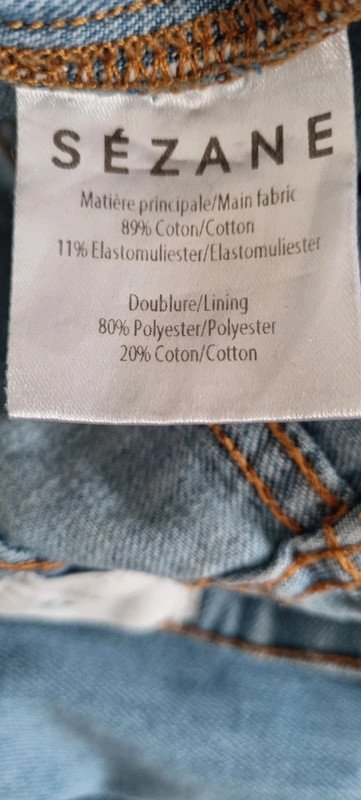 SÉZANE
Matière principale/Main fabric
89% Coton/Cotton
11% Elastomuliester/Elastomuliester
Doublure/Lining
80% Polyester/Polyester
20% Coton/Cotton